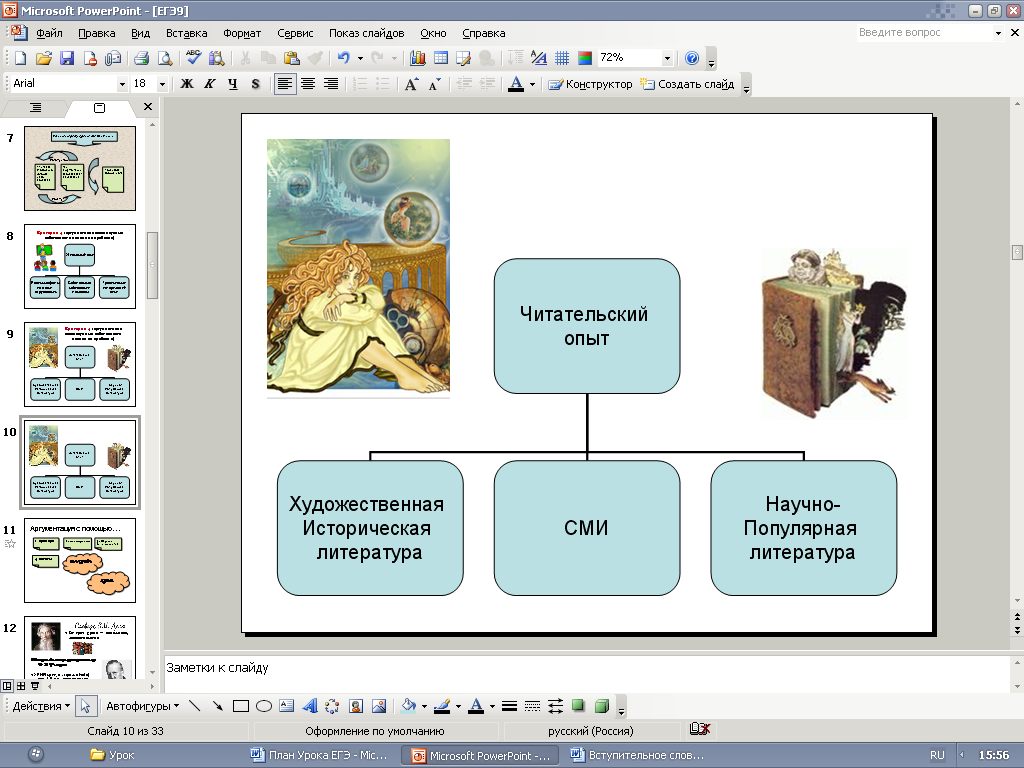 Microsoft PowerPoint - [ЕГЭ9]
Файл Правка Вид Вставка Формат Сервис Показ слайдов Окно Справка Введите вопрос
72%
Arial 18 Ж К Ч S Конструктор Создать слайд
7
8
9
10
11
Аргументация с помощью...
12
Читательский
опыт
Художественная
Историческая
литература
СМИ
Научно-
Популярная
литература
Заметки к слайду
Действия Автофигуры
Слайд 10 из 33 Оформление по умолчанию русский (Россия)
Урок План Урока ЕГЭ - Mic... Microsoft PowerPoint -... Вступительное слов... RU 15:56